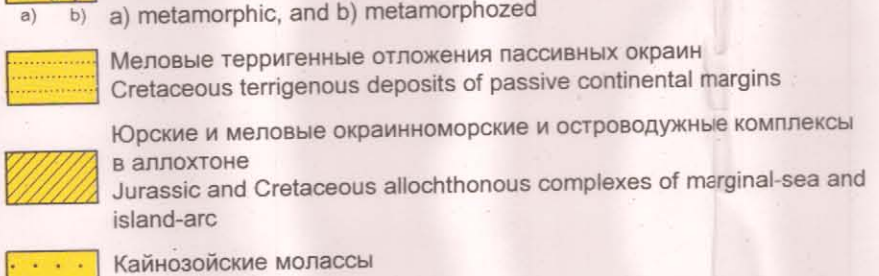 a) b) a) metamorphic, and b) metamorphozed
Меловые терригенные отложения пассивных окраин
Cretaceous terrigenous deposits of passive continental margins
Юрские и меловые окраинноморские и островодужные комплексы
в аллохтоне
Jurassic and Cretaceous allochthonous complexes of marginal-sea and
island-arc
Кайнозойские молассы